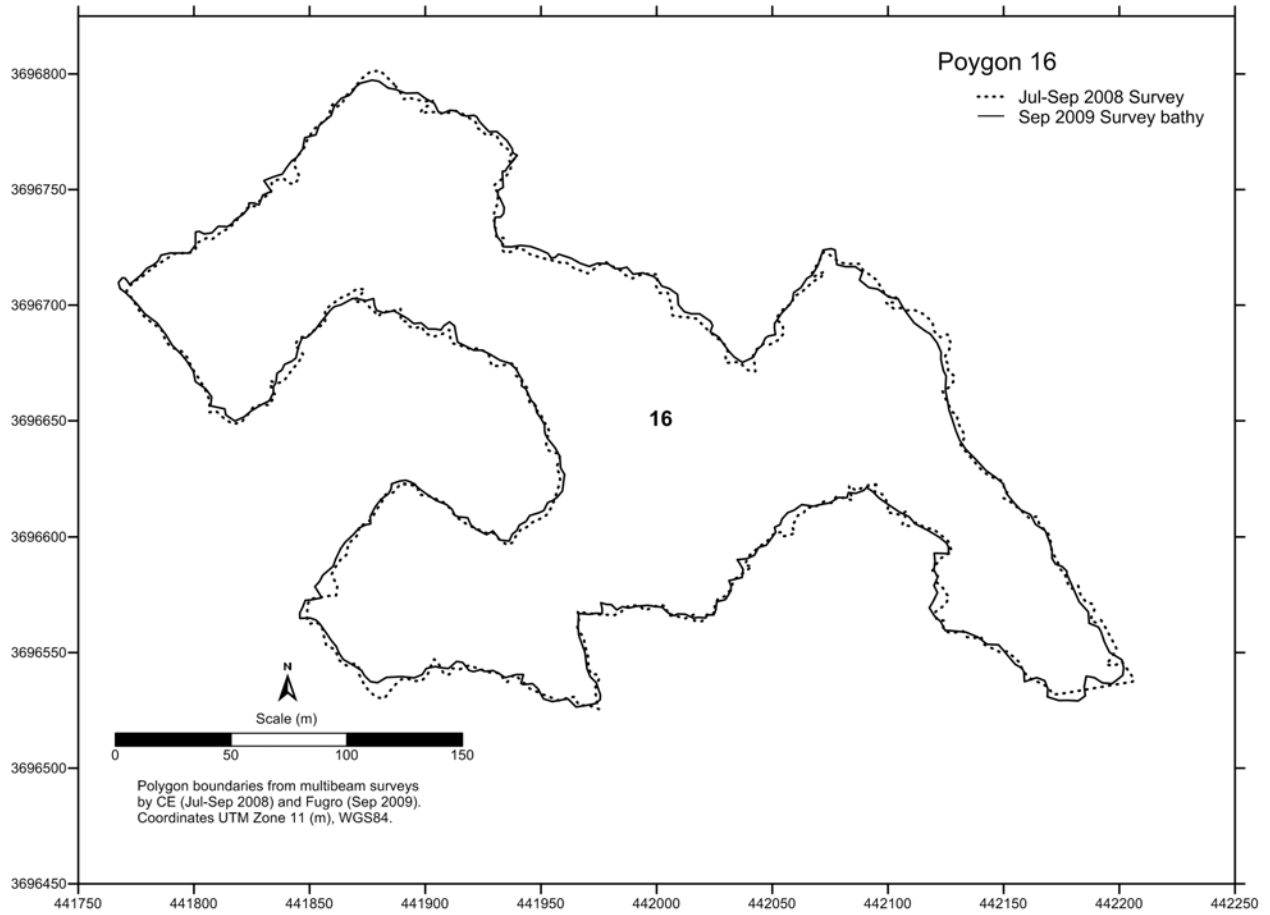 Poygon 16
Jul-Sep 2008 Survey
Sep 2009 Survey bathy
3696800
3696750
3696700
3696650
16
3696600
3696550
N
Scale (m)
0 50 100 150
3696500
Polygon boundaries from multibeam surveys
by CE (Jul-Sep 2008) and Fugro (Sep 2009).
Coordinates UTM Zone 11 (m), WGS84.
3696450
441750 441800 441850 441900 441950 442000 442050 442100 442150 442200 442250